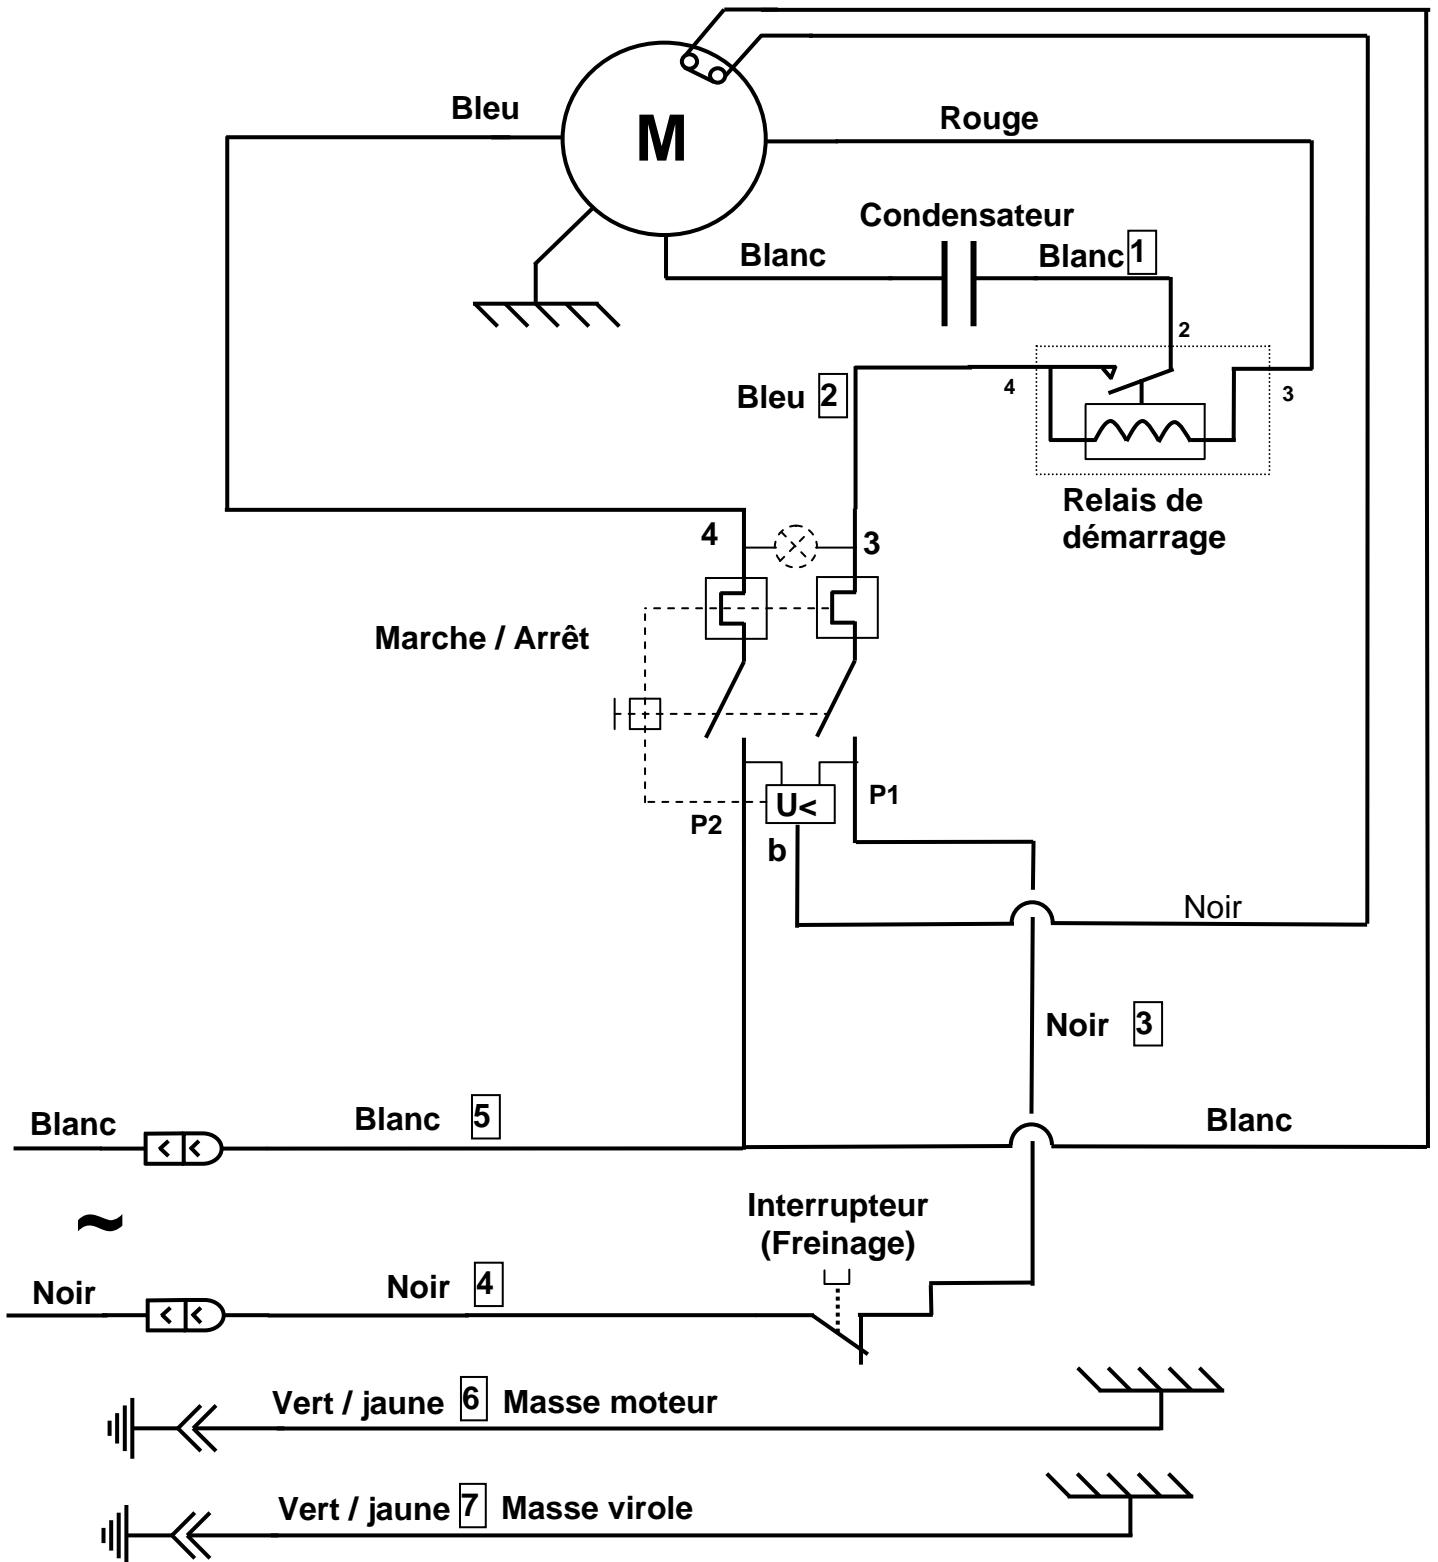 Bleu
M
Rouge
Condensateur
Blanc
Blanc 1
2
Bleu 2
4
3
Relais de
démarrage
4
3
Marche / Arrêt
U<
P1
P2
b
Noir
Noir 3
Blanc
Blanc 5
Blanc
~
Interrupteur
(Freinage)
Noir
Noir 4
Vert / jaune 6 Masse moteur
Vert / jaune 7 Masse virole